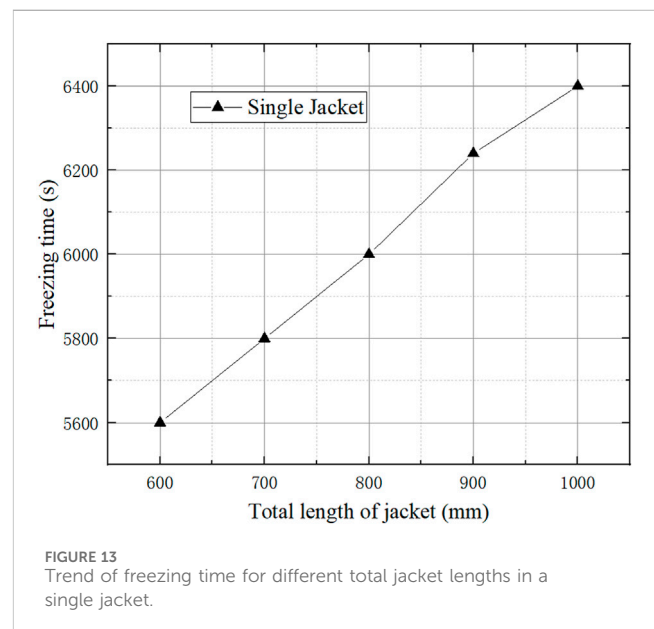 6400
6200
6000
5800
5600
Freezing time (s)
Single Jacket
600 700 800 900 1000
Total length of jacket (mm)
FIGURE 13
Trend of freezing time for different total jacket lengths in a
single jacket.